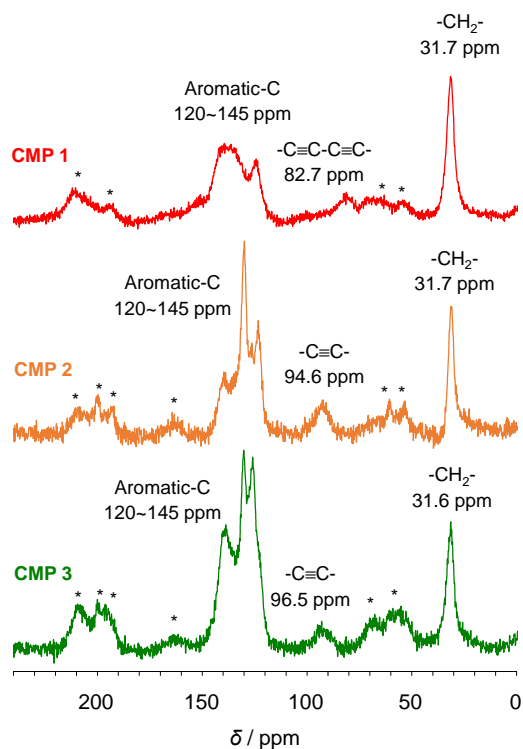 -CH₂-
31.7 ppm
Aromatic-C
120~145 ppm
-C≡C-C≡C-
82.7 ppm
CMP 1
* * * *
-CH₂-
31.7 ppm
Aromatic-C
120~145 ppm
-C≡C-
94.6 ppm
CMP 2
* * * * * *
-CH₂-
31.6 ppm
Aromatic-C
120~145 ppm
-C≡C-
96.5 ppm
CMP 3
* * * * * *
200 150 100 50 0
δ / ppm